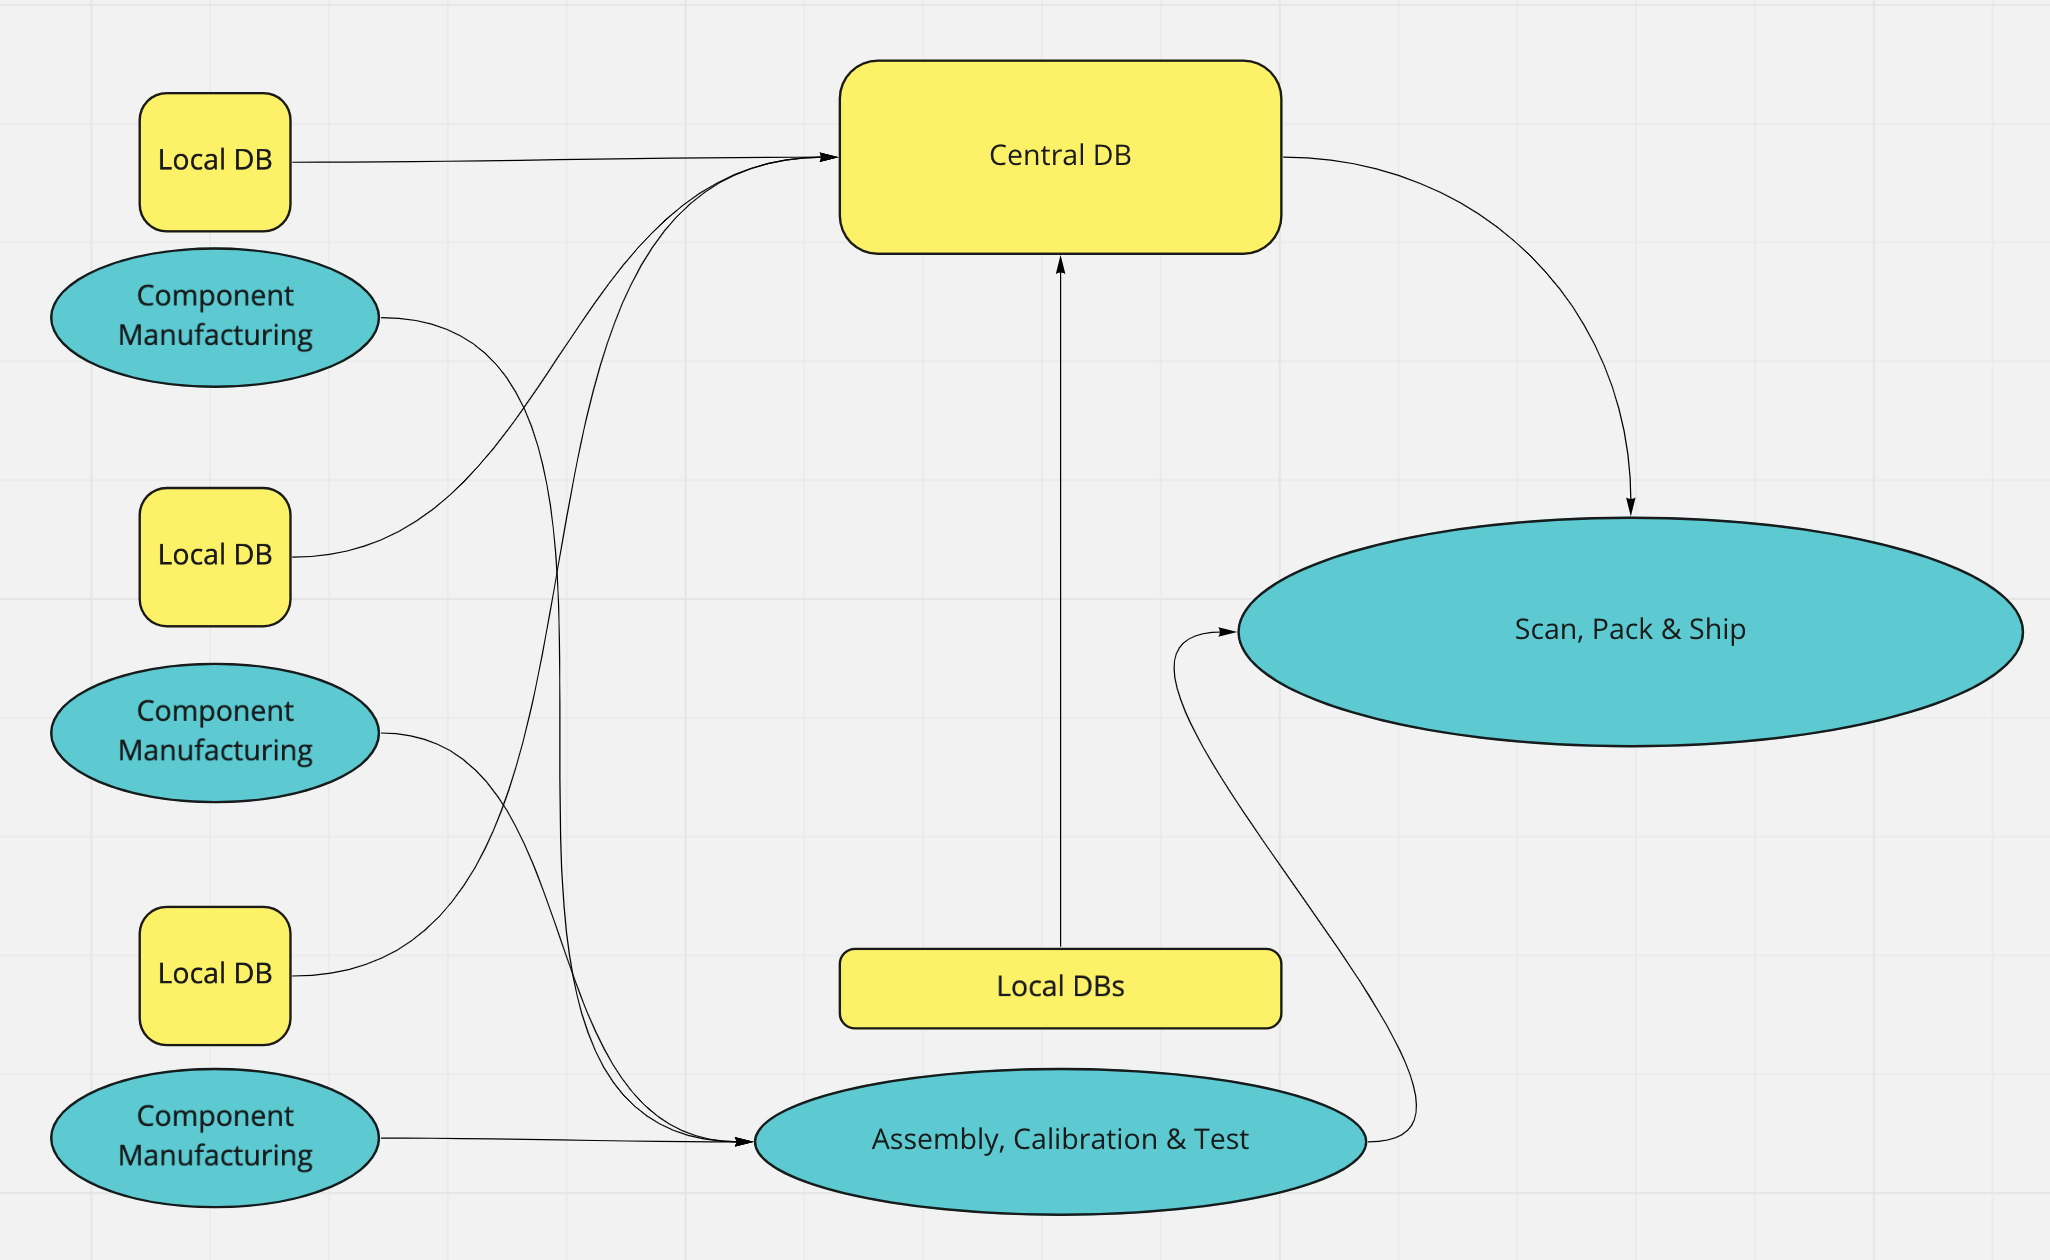 Local DB
Component
Manufacturing
Local DB
Component
Manufacturing
Local DB
Component
Manufacturing
Central DB
Local DBs
Assembly, Calibration & Test
Scan, Pack & Ship